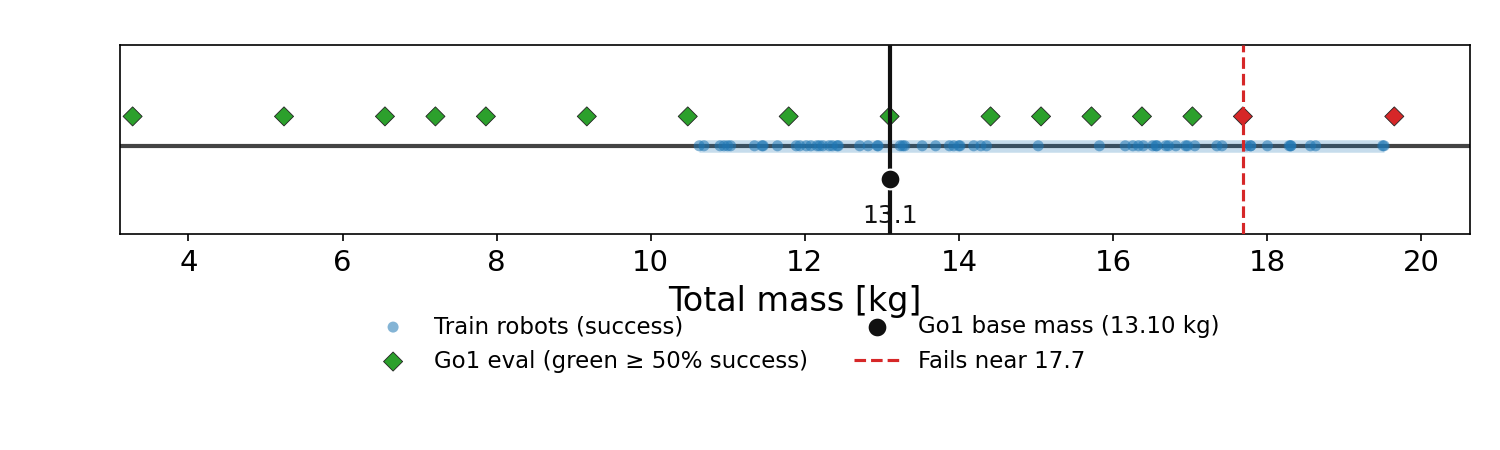 13.1
4 6 8 10 12 14 16 18 20
Total mass [kg]
Train robots (success)
Go1 eval (green ≥ 50% success)
Go1 base mass (13.10 kg)
Fails near 17.7